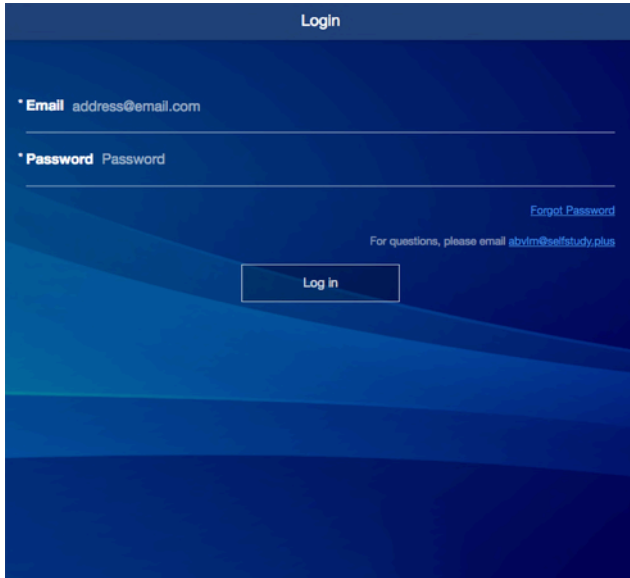 Login
* Email address@email.com
* Password Password
Forgot Password
For questions, please email abvlm@selfstudy.plus
Log in